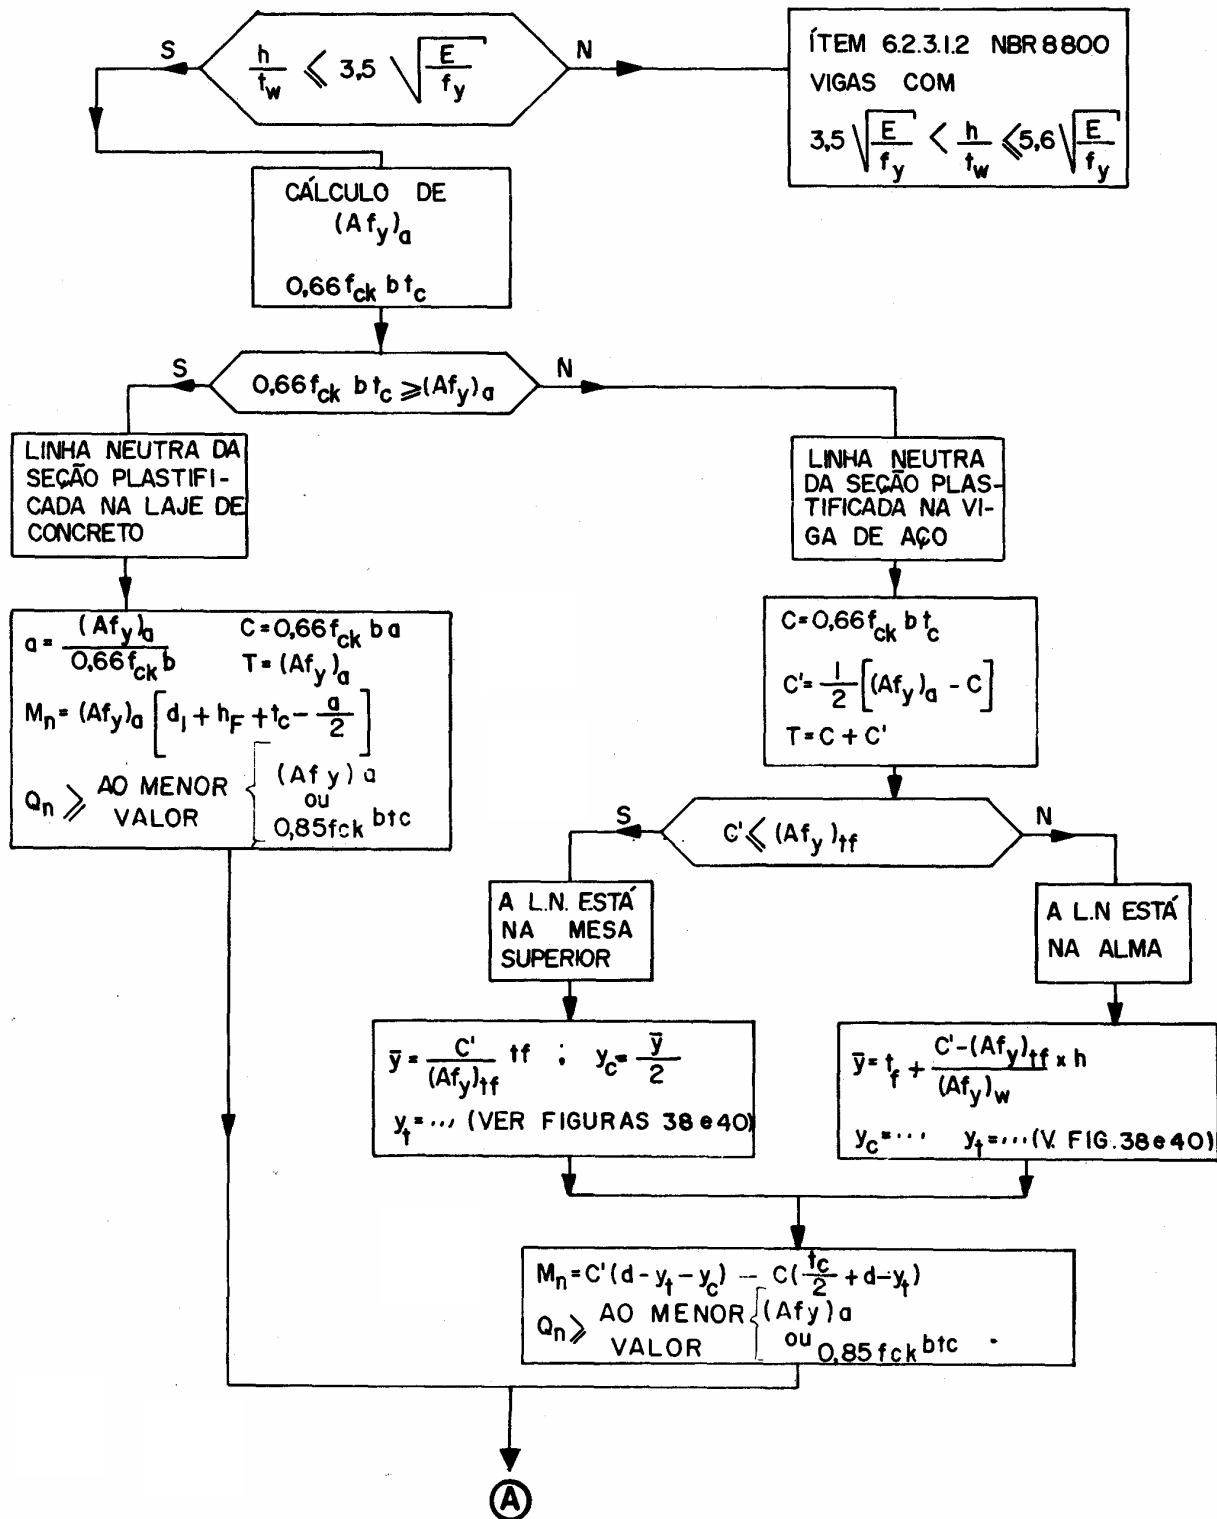 S
h/t_w ⩽ 3,5 √(E/f_y)
N
ÍTEM 6.2.3.1.2 NBR 8800
VIGAS COM
3,5 √(E/f_y) < h/t_w ⩽ 5,6 √(E/f_y)
CÁLCULO DE
(Af_y)_a
0,66 f_ck b t_c
S
0,66 f_ck b t_c ⩾ (Af_y)_a
N
LINHA NEUTRA DA
SEÇÃO PLASTIFI-
CADA NA LAJE DE
CONCRETO
LINHA NEUTRA
DA SEÇÃO PLAS-
TIFICADA NA VI-
GA DE AÇO
a = (Af_y)_a / 0,66 f_ck b    C = 0,66 f_ck b a
T = (Af_y)_a
M_n = (Af_y)_a [d_1 + h_F + t_c - a/2]
Q_n ⩾ AO MENOR VALOR { (Af y) a
ou
0,85 fck btc
C = 0,66 f_ck b t_c
C' = 1/2 [(Af_y)_a - C]
T = C + C'
S
C' ⩽ (Af_y)_tf
N
A L.N. ESTÁ
NA MESA
SUPERIOR
A L.N ESTÁ
NA ALMA
ȳ = C'/(Af_y)_tf tf ; y_c = ȳ/2
y_t = ... (VER FIGURAS 38 e 40)
ȳ = t_f + (C' - (Af_y)_tf)/(Af_y)_w x h
y_c = ...  y_t = ... (V. FIG. 38 e 40)
M_n = C' (d - y_t - y_c) - C (t_c/2 + d - y_t)
Q_n ⩾ AO MENOR VALOR { (Af y) a
ou 0,85 fck btc
A